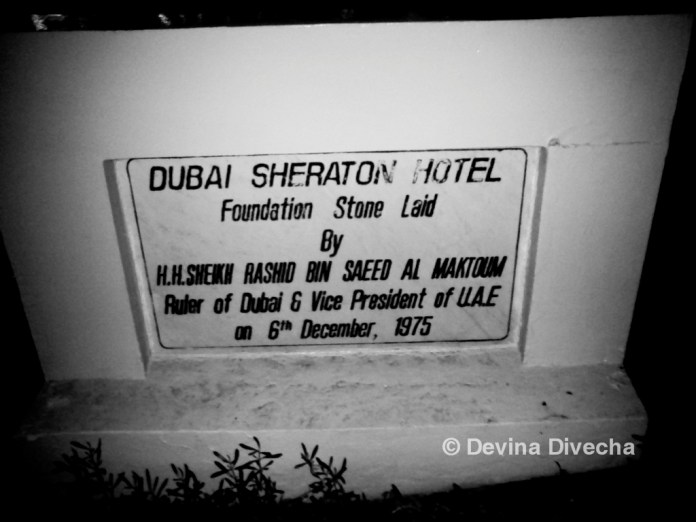 DUBAI SHERATON HOTEL
Foundation Stone Laid
By
H.H.SHEIKH RASHID BIN SAEED AL MAKTOUM
Ruler of Dubai & Vice President of U.A.E
on 6th December, 1975
© Devina Divecha